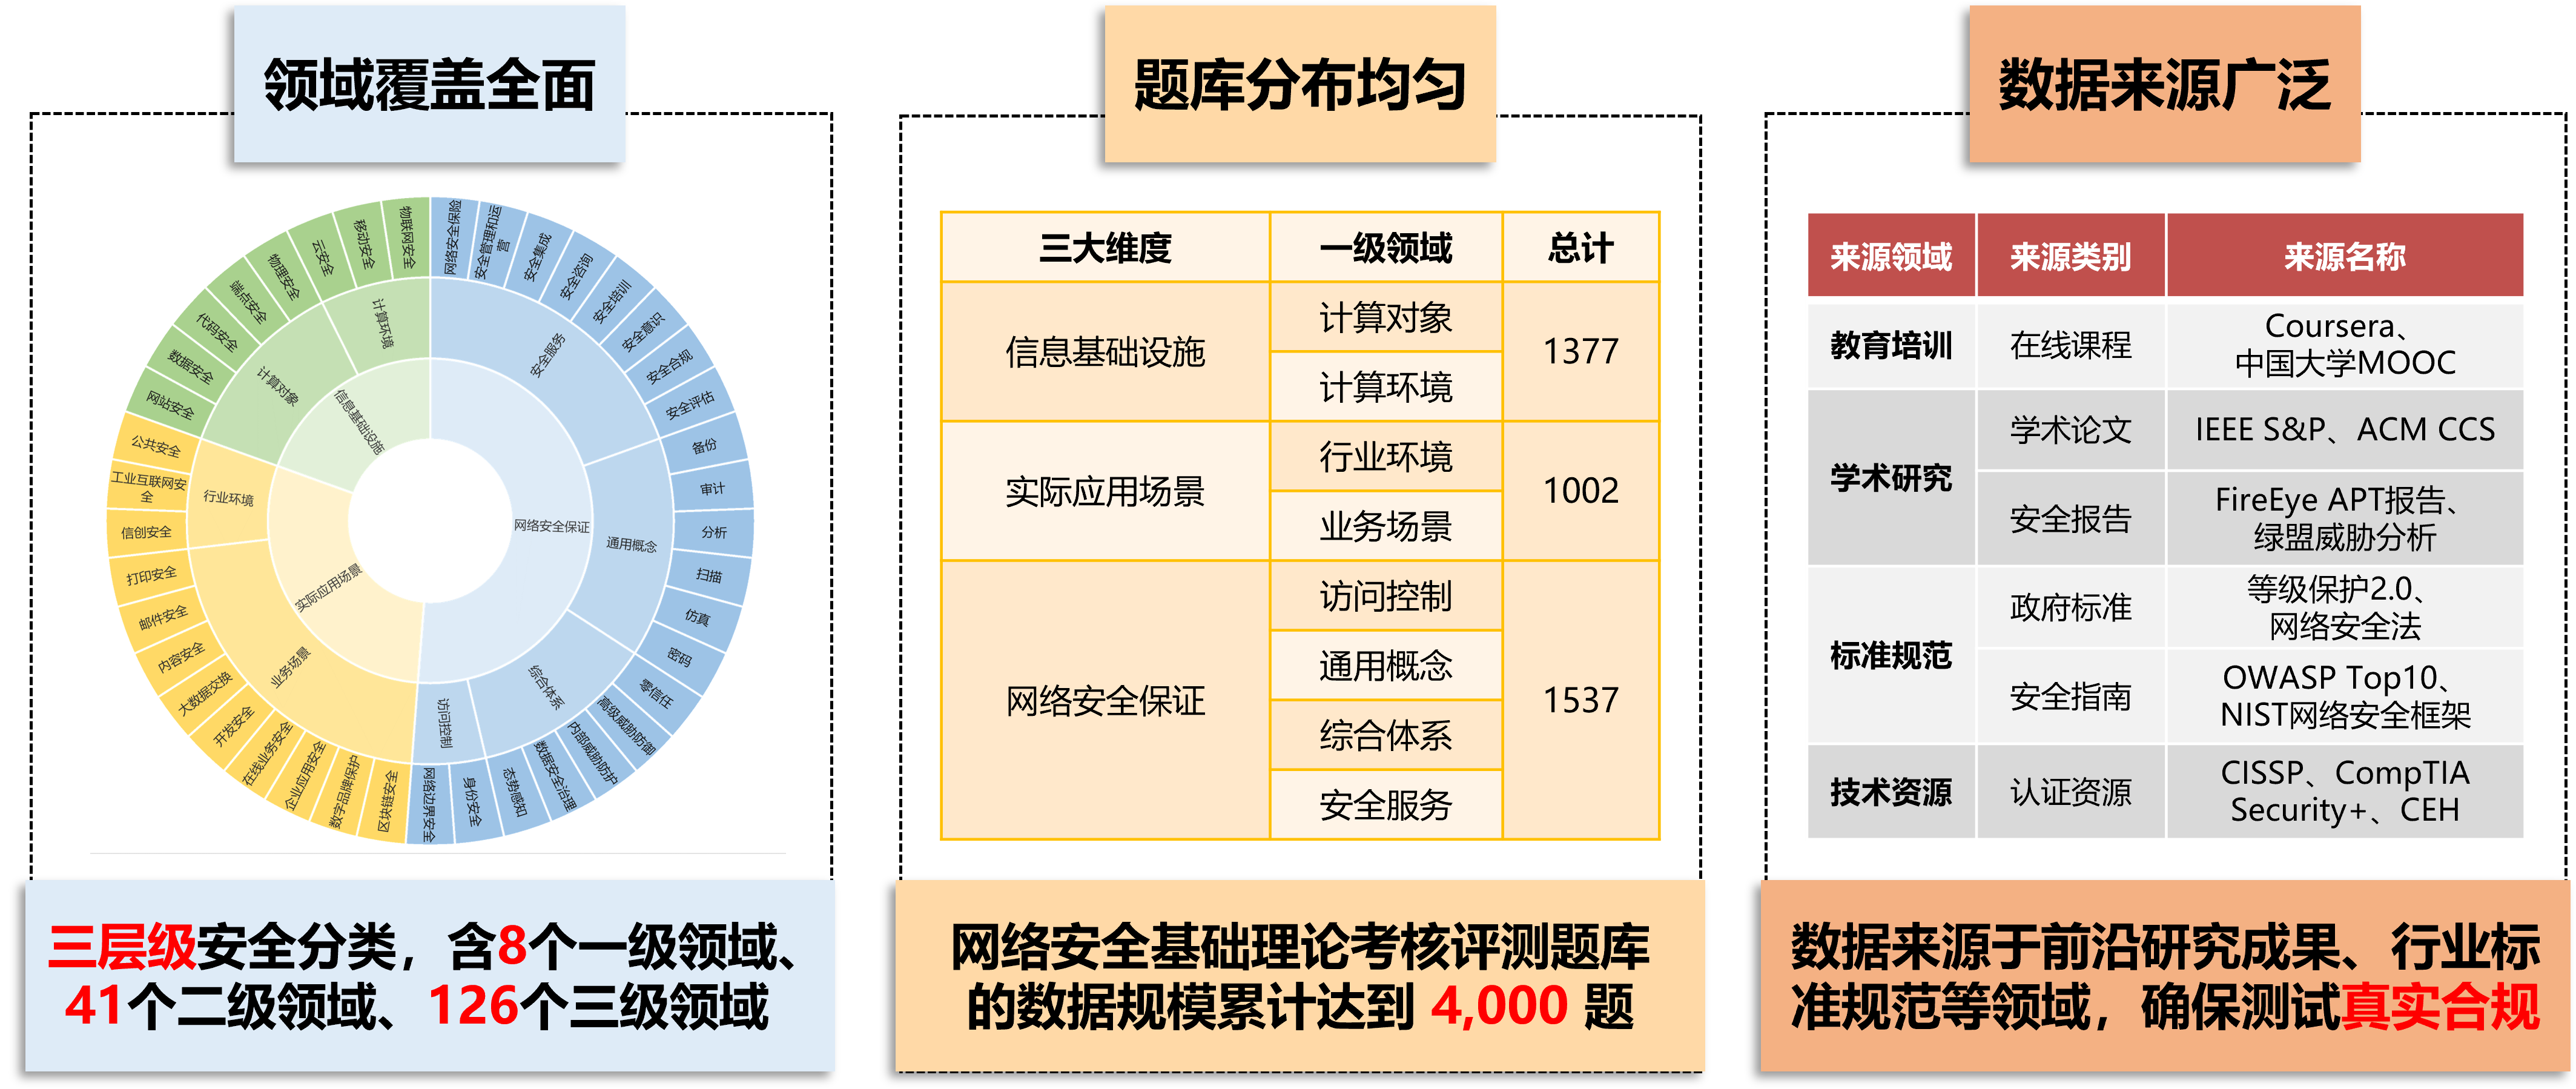 领域覆盖全面
物联网安全
移动安全
云安全
物理安全
端点安全
代码安全
数据安全
网站安全
公共安全
工业互联网安
全
信创安全
打印安全
邮件安全
内容安全
大数据交换
开发安全
在线业务安全
企业应用安全
数字品牌保护
区块链安全
网络边界安全
身份安全
态势感知
数据安全治理
内部威胁防护
高级威胁防御
零信任
密码
仿真
扫描
分析
审计
备份
安全评估
安全合规
安全意识
安全培训
安全咨询
安全集成
安全管理和运
营
网络安全保险
计算环境
计算对象
行业环境
业务场景
访问控制
综合体系
通用概念
安全服务
信息基础设施
实际应用场景
网络安全保证
三层级安全分类，含8个一级领域、
41个二级领域、126个三级领域
题库分布均匀
三大维度 一级领域 总计
信息基础设施 计算对象 1377
计算环境
实际应用场景 行业环境 1002
业务场景
网络安全保证 访问控制 1537
通用概念
综合体系
安全服务
网络安全基础理论考核评测题库
的数据规模累计达到 4,000 题
数据来源广泛
来源领域 来源类别 来源名称
教育培训 在线课程 Coursera、
中国大学MOOC
学术研究 学术论文 IEEE S&P、ACM CCS
安全报告 FireEye APT报告、
绿盟威胁分析
标准规范 政府标准 等级保护2.0、
网络安全法
安全指南 OWASP Top10、
NIST网络安全框架
技术资源 认证资源 CISSP、CompTIA
Security+、CEH
数据来源于前沿研究成果、行业标
准规范等领域，确保测试真实合规